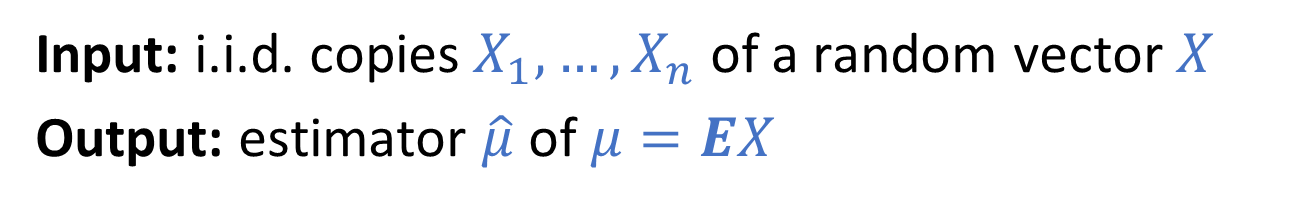 Input: i.i.d. copies X₁, … , Xₙ of a random vector X
Output: estimator μ̂ of μ = EX